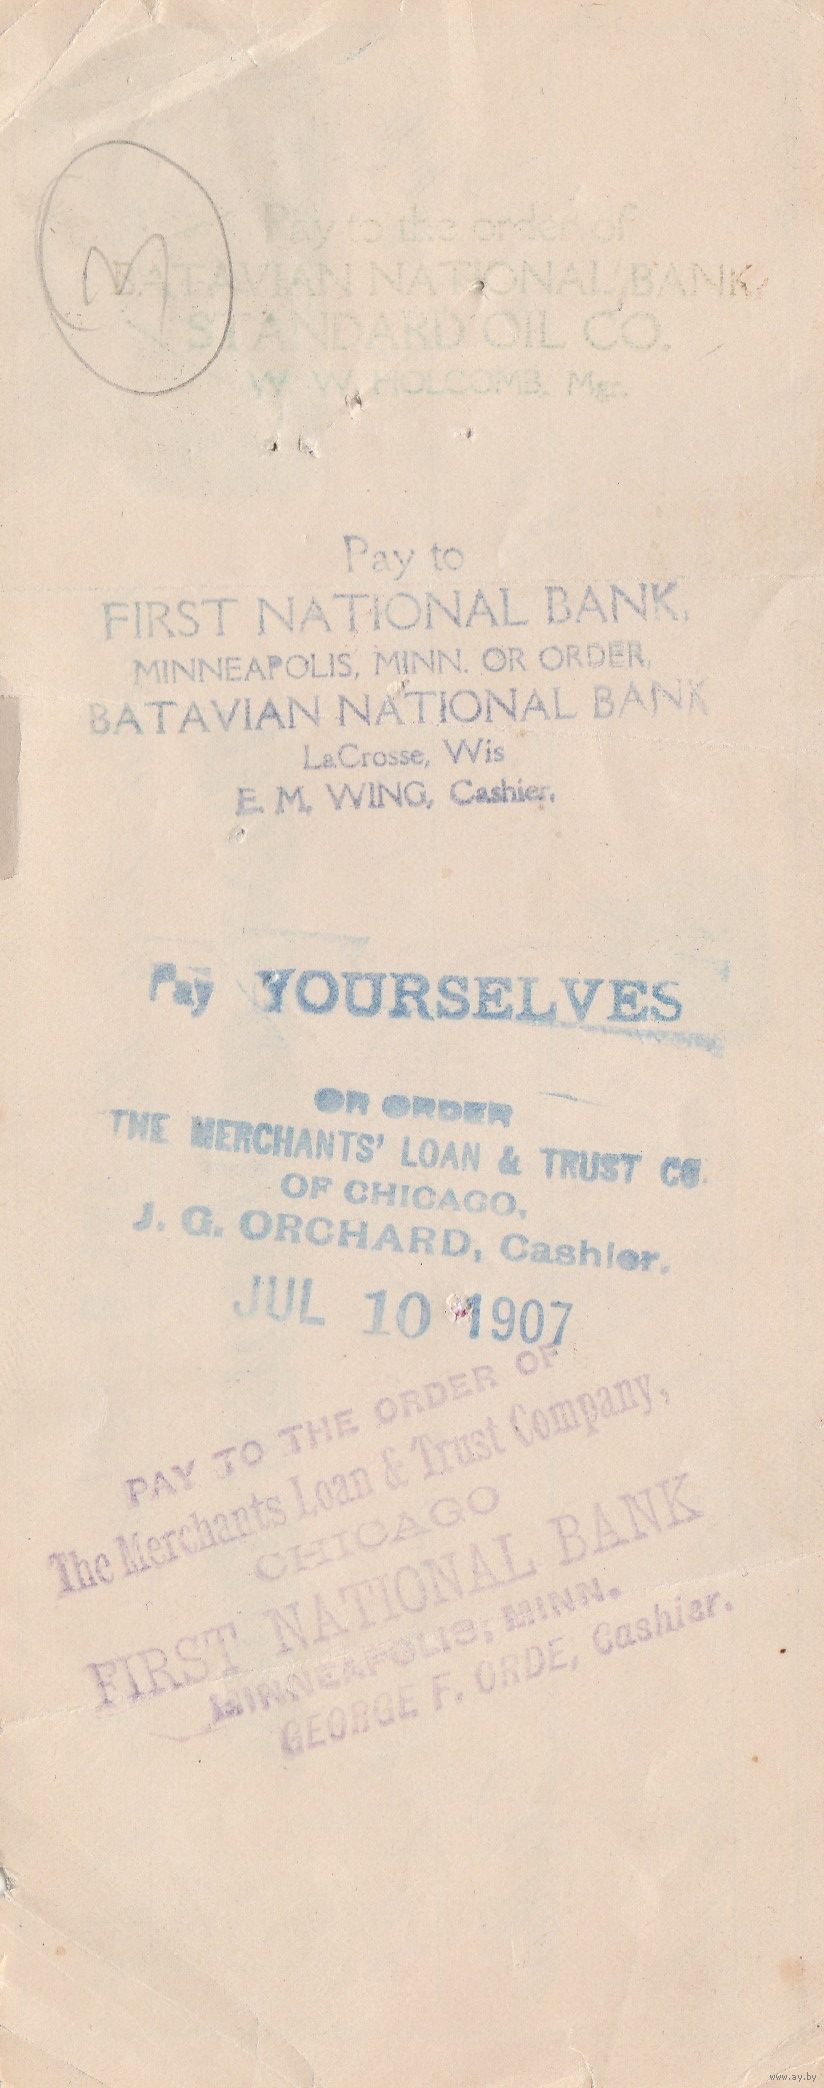 M
Pay to the order of
BATAVIAN NATIONAL BANK
STANDARD OIL CO.
W. W. HOLCOMB, Mgr.
Pay to
FIRST NATIONAL BANK,
MINNEAPOLIS, MINN. OR ORDER,
BATAVIAN NATIONAL BANK
LaCrosse, Wis
E. M. WING, Cashier.
Pay YOURSELVES
OR ORDER
THE MERCHANTS' LOAN & TRUST CO.
OF CHICAGO,
J. G. ORCHARD, Cashier.
JUL 10 1907
PAY TO THE ORDER OF
The Merchants Loan & Trust Company,
CHICAGO
FIRST NATIONAL BANK
MINNEAPOLIS, MINN.
GEORGE F. ORDE, Cashier.
www.ay.by